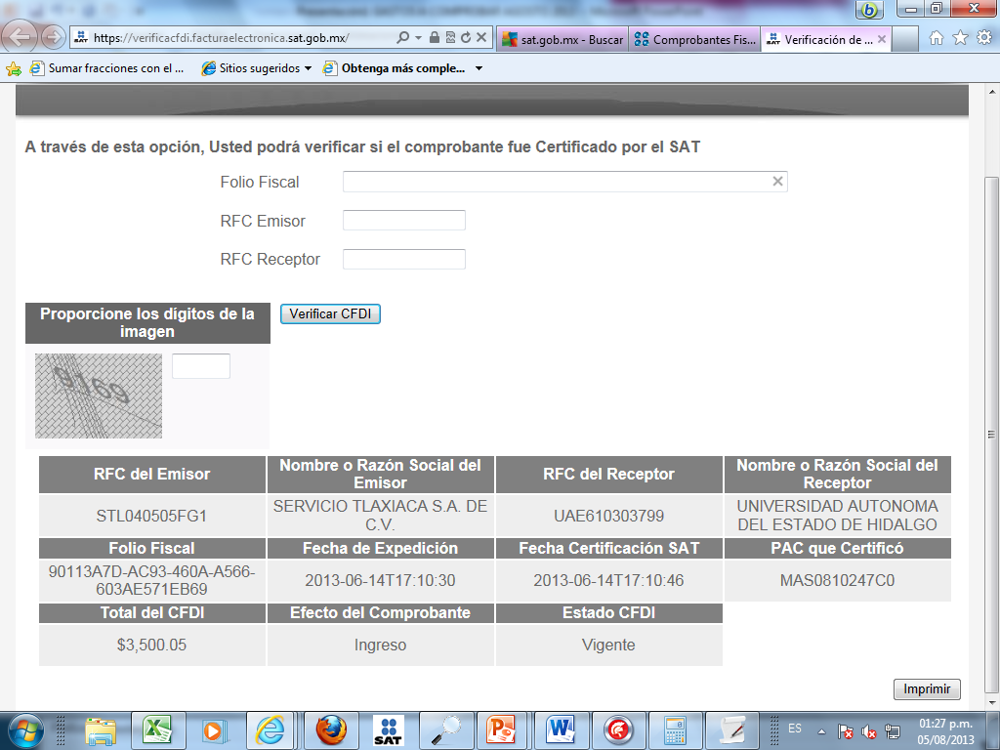 https://verificacfdi.facturaelectronica.sat.gob.mx/
sat.gob.mx - Buscar
Comprobantes Fis...
Verificación de ...
Sumar fracciones con el ...
Sitios sugeridos
Obtenga más comple...
A través de esta opción, Usted podrá verificar si el comprobante fue Certificado por el SAT
Folio Fiscal
RFC Emisor
RFC Receptor
Proporcione los dígitos de la
imagen
Verificar CFDI
9169
RFC del Emisor
Nombre o Razón Social del
Emisor
RFC del Receptor
Nombre o Razón Social del
Receptor
STL040505FG1
SERVICIO TLAXIACA S.A. DE
C.V.
UAE610303799
UNIVERSIDAD AUTONOMA
DEL ESTADO DE HIDALGO
Folio Fiscal
Fecha de Expedición
Fecha Certificación SAT
PAC que Certificó
90113A7D-AC93-460A-A566-
603AE571EB69
2013-06-14T17:10:30
2013-06-14T17:10:46
MAS0810247C0
Total del CFDI
Efecto del Comprobante
Estado CFDI
$3,500.05
Ingreso
Vigente
Imprimir
SAT
ES
01:27 p.m.
05/08/2013